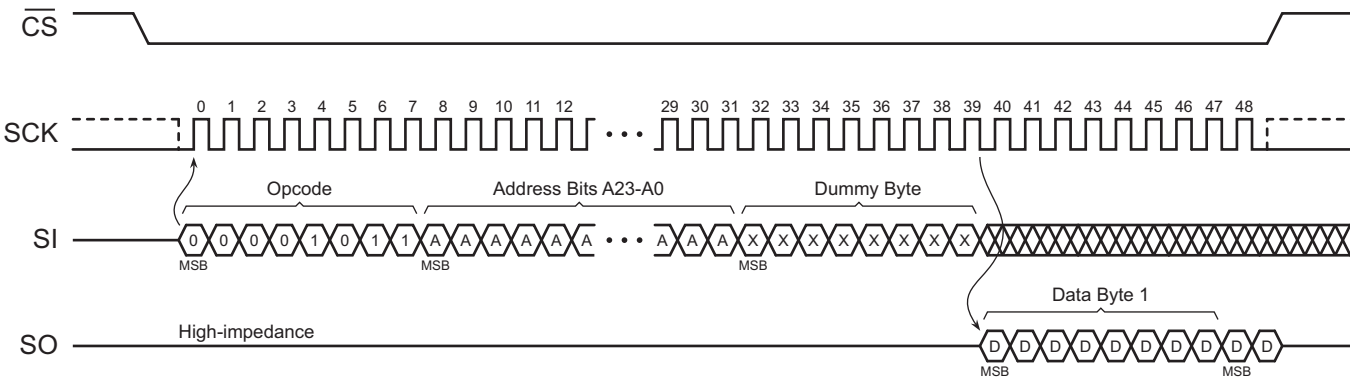 CS
0 1 2 3 4 5 6 7 8 9 10 11 12 29 30 31 32 33 34 35 36 37 38 39 40 41 42 43 44 45 46 47 48
SCK • • •
Opcode Address Bits A23-A0 Dummy Byte
SI 0 0 0 0 1 0 1 1 A A A A A A • • • A A A X X X X X X X X
MSB MSB MSB
Data Byte 1
High-impedance
SO D D D D D D D D D D
MSB MSB